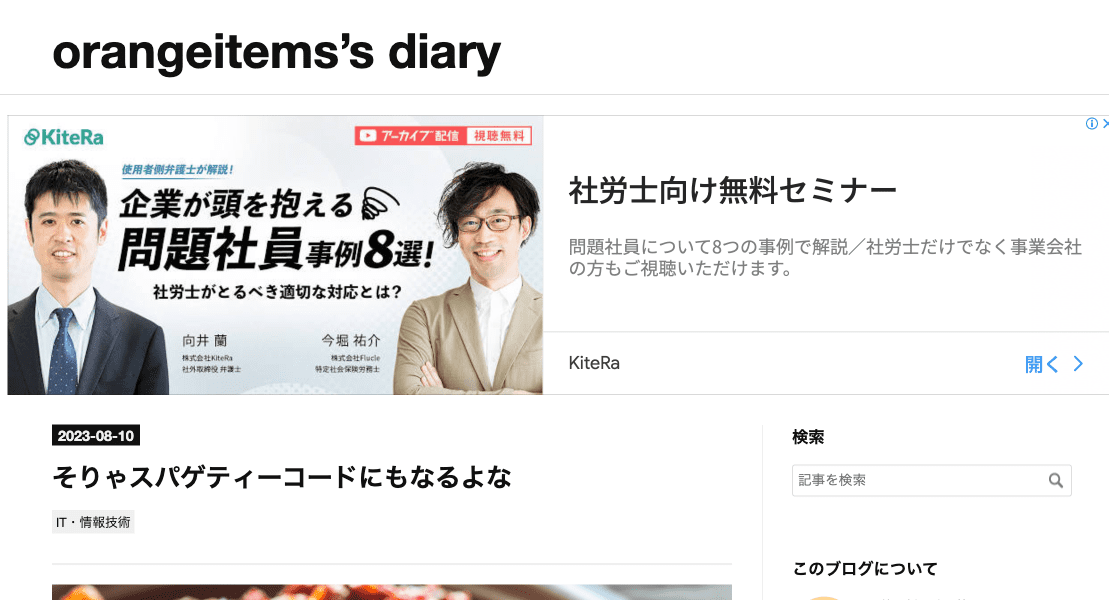 orangeitems’s diary
KiteRa
アーカイブ配信 視聴無料
使用者側弁護士が解説!
企業が頭を抱える
問題社員事例8選!
社労士がとるべき適切な対応とは?
向井 蘭
株式会社KiteRa
社外取締役 弁護士
今堀 祐介
株式会社Flucle
特定社会保険労務士
社労士向け無料セミナー
問題社員について8つの事例で解説／社労士だけでなく事業会社
の方もご視聴いただけます。
KiteRa
開く
2023-08-10
そりゃスパゲティーコードにもなるよな
IT・情報技術
検索
記事を検索
このブログについて